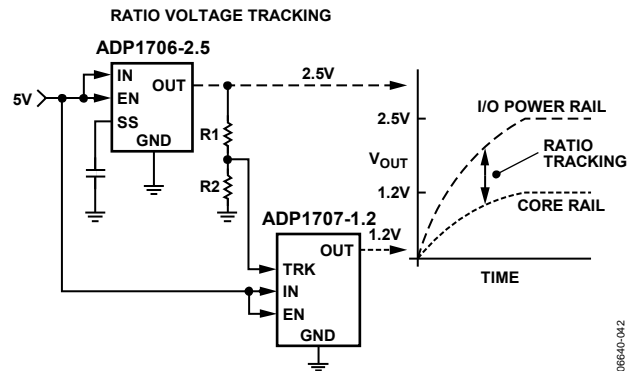 RATIO VOLTAGE TRACKING
ADP1706-2.5
IN
OUT
EN
SS
GND
5V
2.5V
R1
R2
ADP1707-1.2
OUT
1.2V
TRK
IN
EN
GND
2.5V
I/O POWER RAIL
VOUT
RATIO
TRACKING
1.2V
CORE RAIL
TIME
06640-042